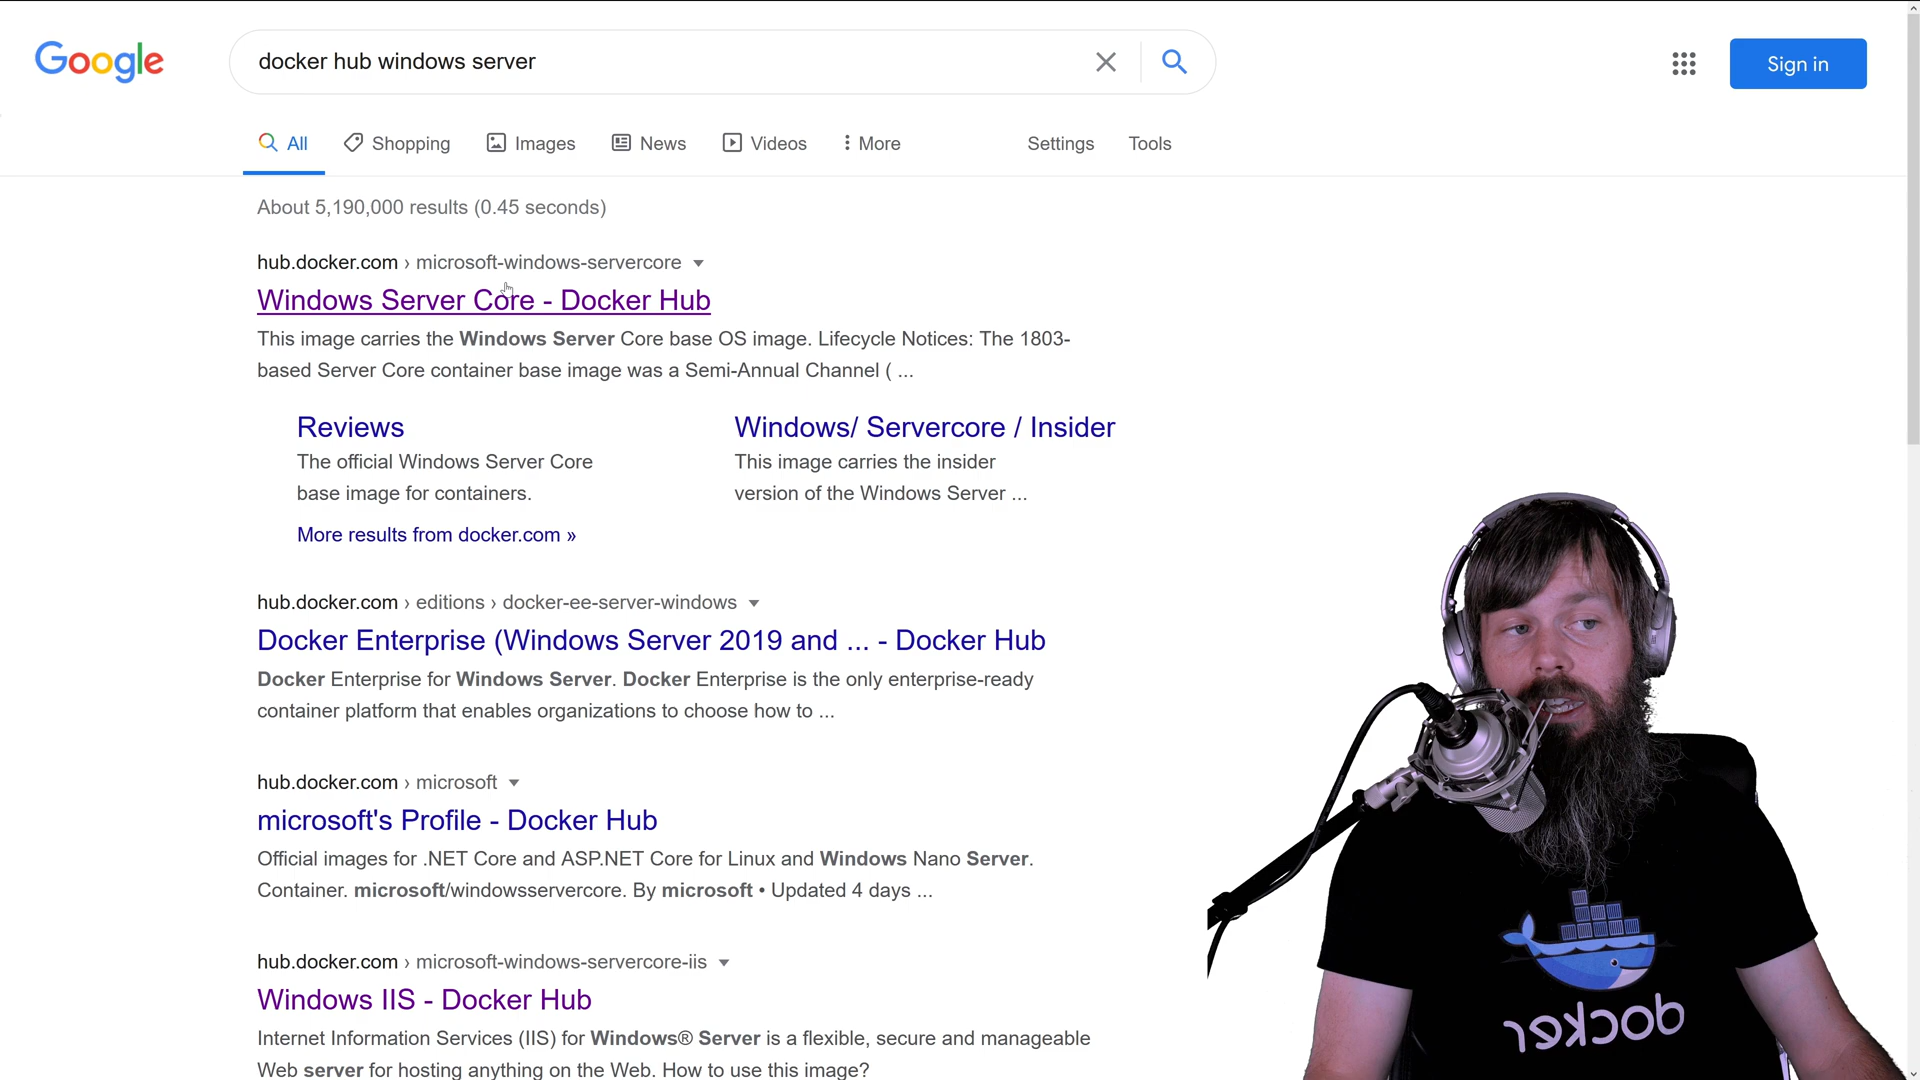 Google
docker hub windows server
Sign in
All
Shopping
Images
News
Videos
More
Settings
Tools
About 5,190,000 results (0.45 seconds)
hub.docker.com › microsoft-windows-servercore
Windows Server Core - Docker Hub
This image carries the Windows Server Core base OS image. Lifecycle Notices: The 1803-
based Server Core container base image was a Semi-Annual Channel ( ...
Reviews
The official Windows Server Core
base image for containers.
Windows/ Servercore / Insider
This image carries the insider
version of the Windows Server ...
More results from docker.com »
hub.docker.com › editions › docker-ee-server-windows
Docker Enterprise (Windows Server 2019 and ... - Docker Hub
Docker Enterprise for Windows Server. Docker Enterprise is the only enterprise-ready
container platform that enables organizations to choose how to ...
hub.docker.com › microsoft
microsoft's Profile - Docker Hub
Official images for .NET Core and ASP.NET Core for Linux and Windows Nano Server.
Container. microsoft/windowsservercore. By microsoft • Updated 4 days ...
hub.docker.com › microsoft-windows-servercore-iis
Windows IIS - Docker Hub
Internet Information Services (IIS) for Windows® Server is a flexible, secure and manageable
Web server for hosting anything on the Web. How to use this image?
docker